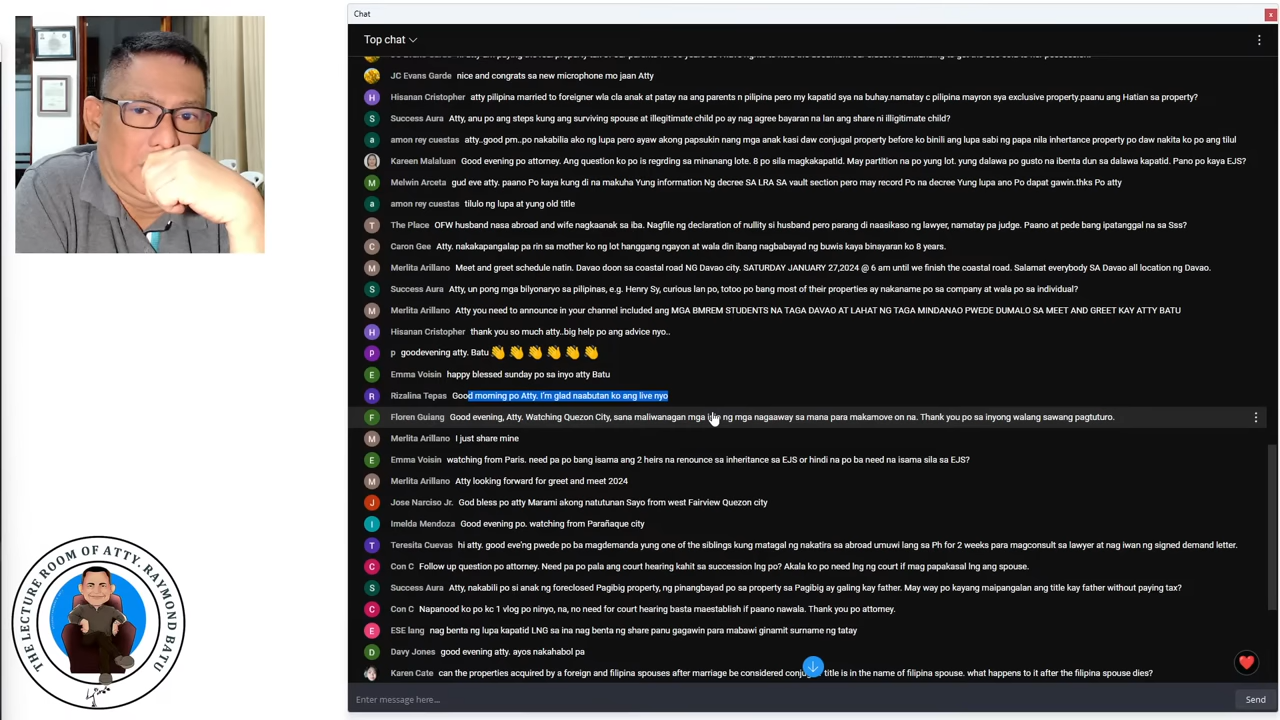 Chat
x
Top chat
JC Evans Garde nice and congrats sa new microphone mo jaan Atty
H Hisanan Cristopher atty pilipina married to foreigner wla cla anak at patay na ang parents n pilipina pero my kapatid sya na buhay.namatay c pilipina mayron sya exclusive property.paanu ang Hatian sa property?
S Success Aura Atty, anu po ang steps kung ang surviving spouse at illegitimate child po ay nag agree bayaran na lan ang share ni illigitimate child?
a amon rey cuestas atty..good pm..po nakabilia ako ng lupa pero ayaw akong papsukin nang mga anak kasi daw conjugal property before ko binili ang lupa sabi ng papa nila inheritance property po daw nakita ko po ang tilul
Kareen Malaluan Good evening po attorney. Ang question ko po is regrding sa minanang lote. 8 po sila magkakapatid. May partition na po yung lot. yung dalawa po gusto na ibenta dun sa dalawa kapatid. Pano po kaya EJS?
M Melwin Arceta gud eve atty. paano Po kaya kung di na makuha Yung information Ng decree SA LRA SA vault section pero may record Po na decree Yung lupa ano Po dapat gawin.thks Po atty
a amon rey cuestas tilulo ng lupa at yung old title
T The Place OFW husband nasa abroad and wife nagkaanak sa iba. Nagfile ng declaration of nullity si husband pero parang di naasikaso ng lawyer, namatay pa judge. Paano at pede bang ipatanggal na sa Sss?
C Caron Gee Atty. nakakapangalap pa rin sa mother ko ng lot hanggang ngayon at wala din ibang nagbabayad ng buwis kaya binayaran ko 8 years.
M Merlita Arillano Meet and greet schedule natin. Davao doon sa coastal road NG Davao city. SATURDAY JANUARY 27,2024 @ 6 am until we finish the coastal road. Salamat everybody SA Davao all location ng Davao.
S Success Aura Atty, un pong mga bilyonaryo sa pilipinas, e.g. Henry Sy, curious lan po, totoo po bang most of their properties ay nakaname po sa company at wala po sa individual?
M Merlita Arillano Atty you need to announce in your channel included ang MGA BMREM STUDENTS NA TAGA DAVAO AT LAHAT NG TAGA MINDANAO PWEDE DUMALO SA MEET AND GREET KAY ATTY BATU
H Hisanan Cristopher thank you so much atty..big help po ang advice nyo..
p p goodevening atty. Batu 👏 👏 👏 👏 👏 👏
E Emma Voisin happy blessed sunday po sa inyo atty Batu
R Rizalina Tepas Good morning po Atty. I'm glad naabutan ko ang live nyo
F Floren Guiang Good evening, Atty. Watching Quezon City, sana maliwanagan mga ng mga nagaaway sa mana para makamove on na. Thank you po sa inyong walang sawang pagtuturo.
M Merlita Arillano I just share mine
E Emma Voisin watching from Paris. need pa po bang isama ang 2 heirs na renounce sa inheritance sa EJS or hindi na po ba need na isama sila sa EJS?
M Merlita Arillano Atty looking forward for greet and meet 2024
J Jose Narciso Jr. God bless po atty Marami akong natutunan Sayo from west Fairview Quezon city
I Imelda Mendoza Good evening po. watching from Parañaque city
T Teresita Cuevas hi atty. good eve'ng pwede po ba magdemanda yung one of the siblings kung matagal ng nakatira sa abroad umuwi lang sa Ph for 2 weeks para magconsult sa lawyer at nag iwan ng signed demand letter.
C Con C Follow up question po attorney. Need pa po pala ang court hearing kahit sa succession lng po? Akala ko po need lng ng court if mag papakasal lng ang spouse.
S Success Aura Atty, nakabili po si anak ng foreclosed Pagibig property, ng pinangbayad po sa property sa Pagibig ay galing kay father. May way po kayang maipangalan ang title kay father without paying tax?
C Con C Napanood ko po kc 1 vlog po ninyo, na, no need for court hearing basta maestablish if paano nawala. Thank you po attorney.
E ESE lang nag benta ng lupa kapatid LNG sa ina nag benta ng share panu gagawin para mabawi ginamit surname ng tatay
D Davy Jones good evening atty. ayos nakahabol pa
Karen Cate can the properties acquired by a foreign and filipina spouses after marriage be considered title is in the name of filipina spouse. what happens to it after the filipina spouse dies?
Enter message here...
Send
THE LECTURE ROOM OF ATTY. RAYMOND BATU